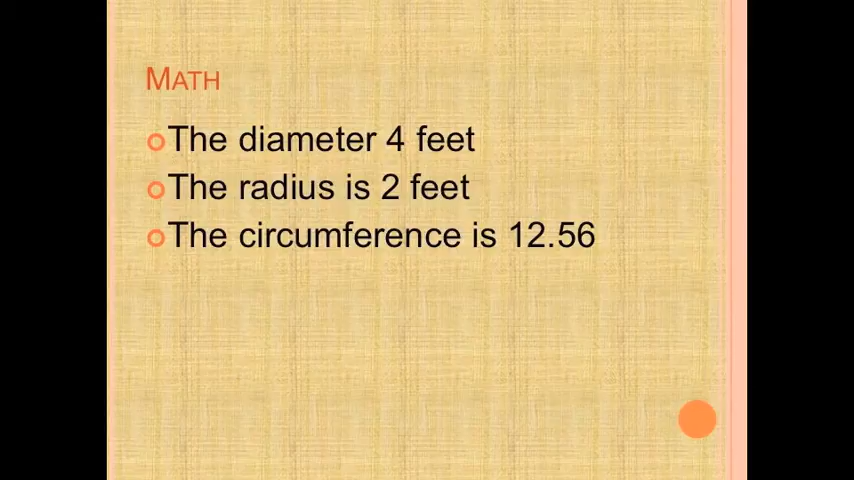 MATH
The diameter 4 feet
The radius is 2 feet
The circumference is 12.56